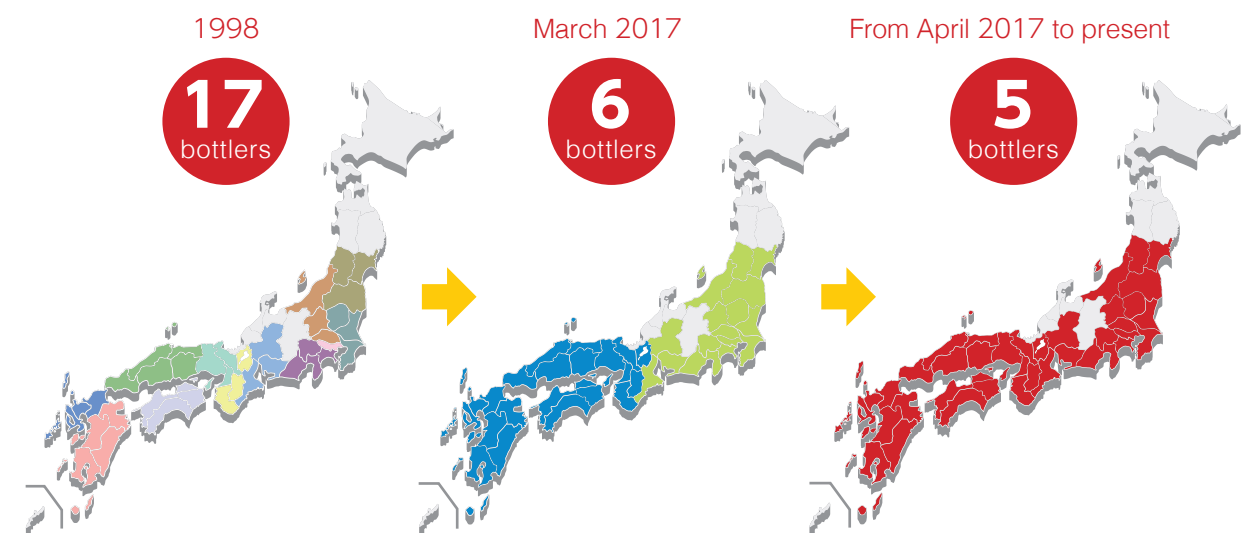 1998
17
bottlers
March 2017
6
bottlers
From April 2017 to present
5
bottlers